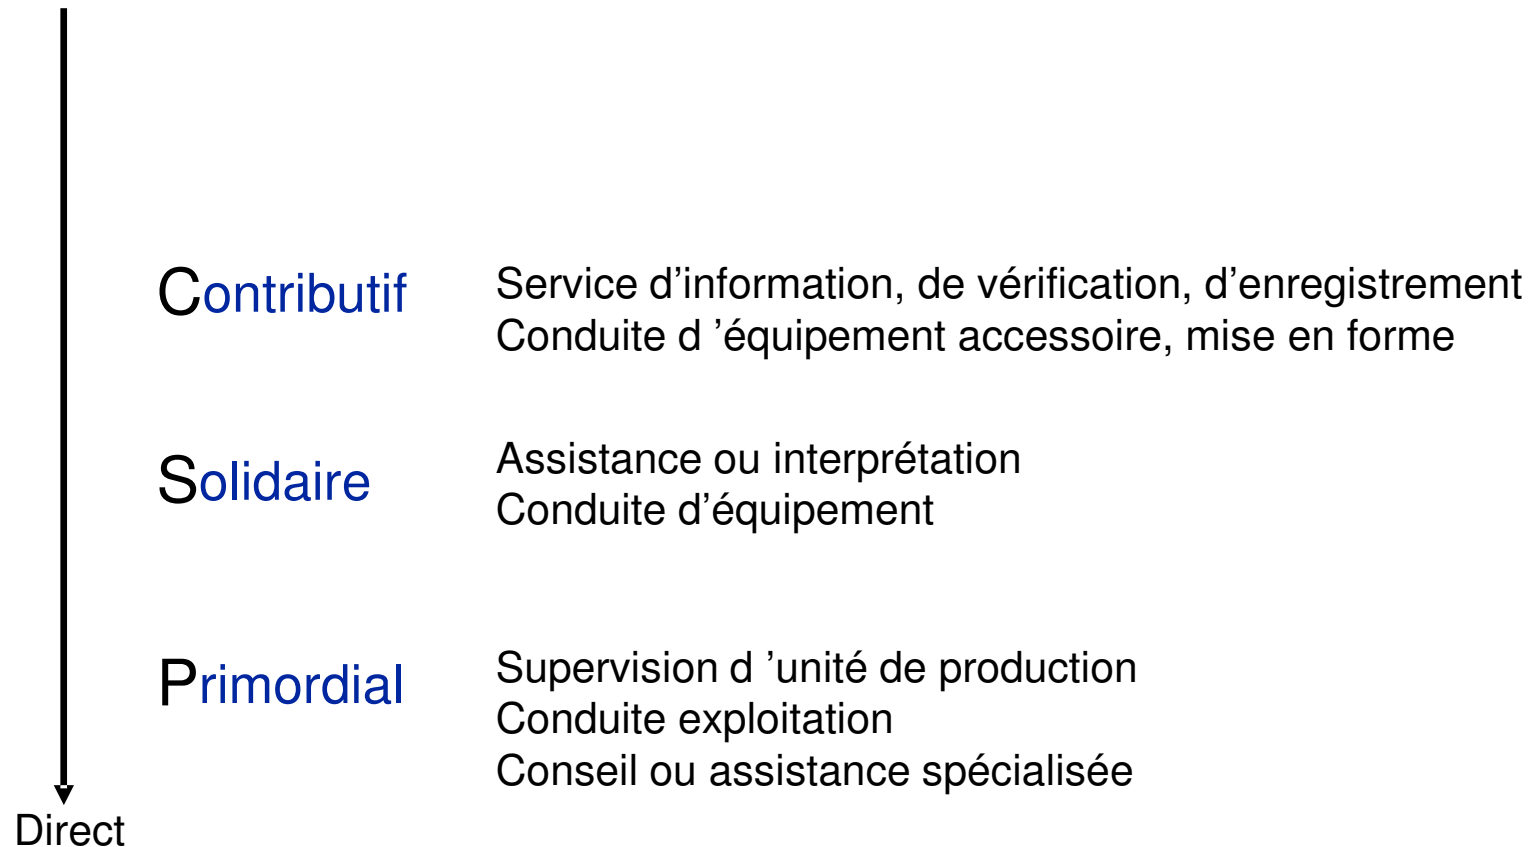 Contributif
Service d’information, de vérification, d’enregistrement
Conduite d ’équipement accessoire, mise en forme
Solidaire
Assistance ou interprétation
Conduite d’équipement
Primordial
Supervision d ’unité de production
Conduite exploitation
Conseil ou assistance spécialisée
Direct